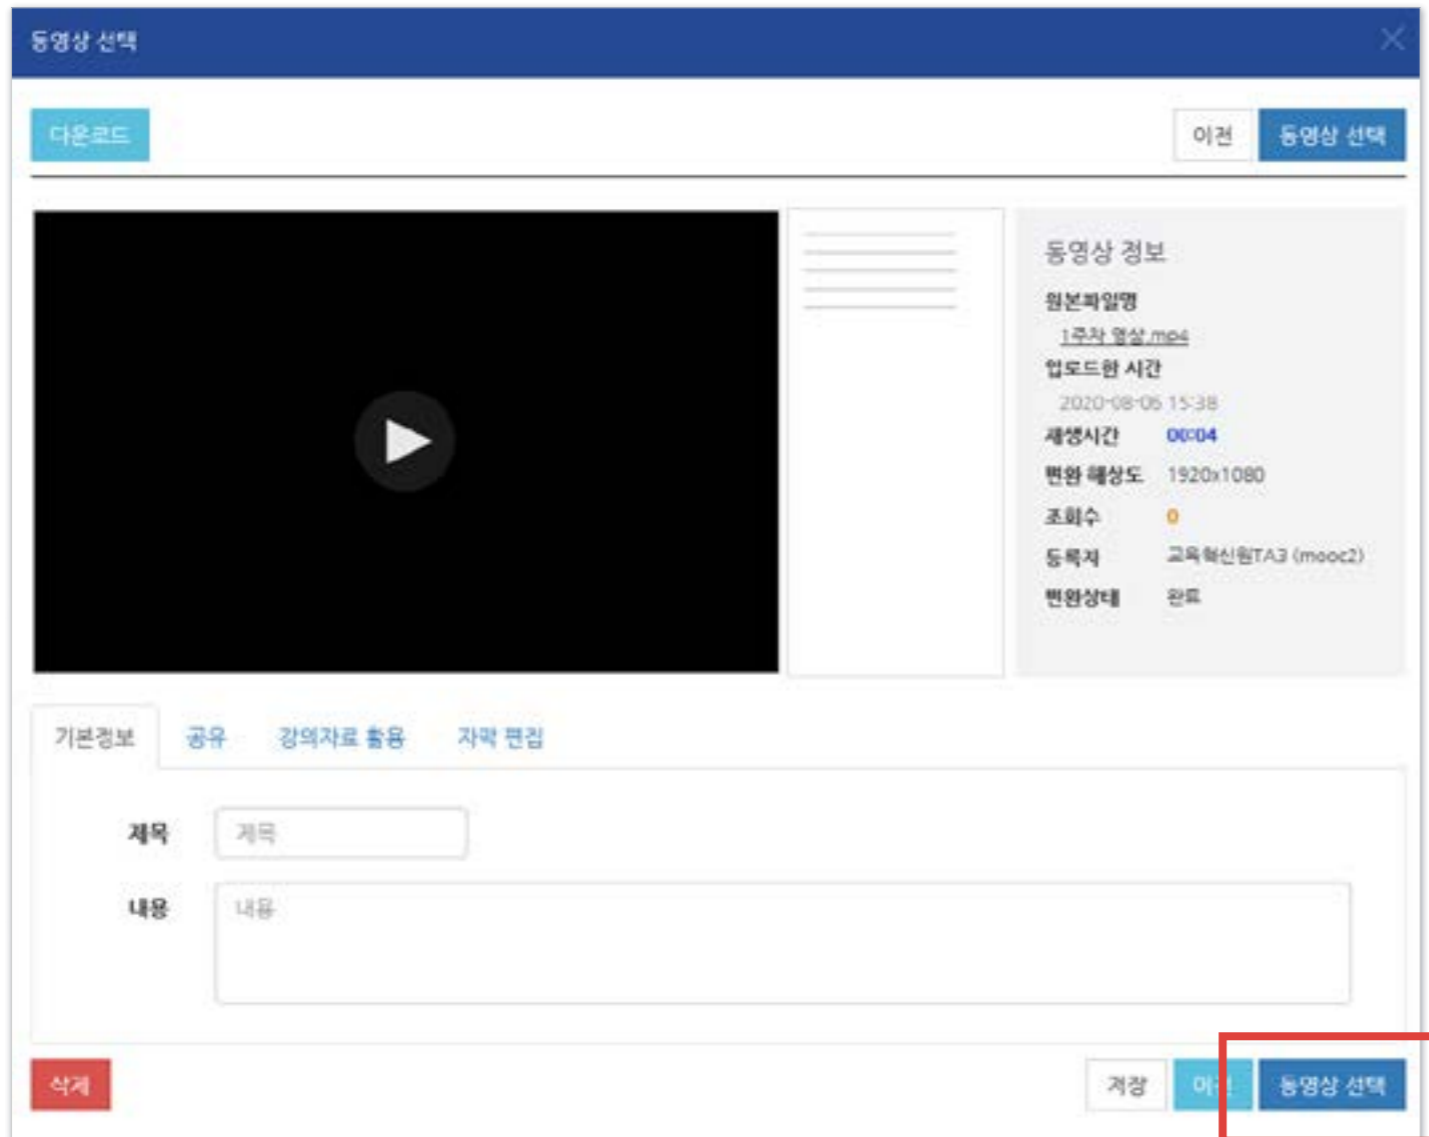 동영상 선택
다운로드
이전 동영상 선택
동영상 정보
원본파일명
1주차 영상.mp4
업로드한 시간
2020-08-06 15:38
재생시간 00:04
변환 해상도 1920x1080
조회수 0
등록자 교육혁신원TA3 (mooc2)
변환상태 완료
기본정보 공유 강의자료 활용 자막 편집
제목 제목
내용 내용
삭제 저장 이전 동영상 선택